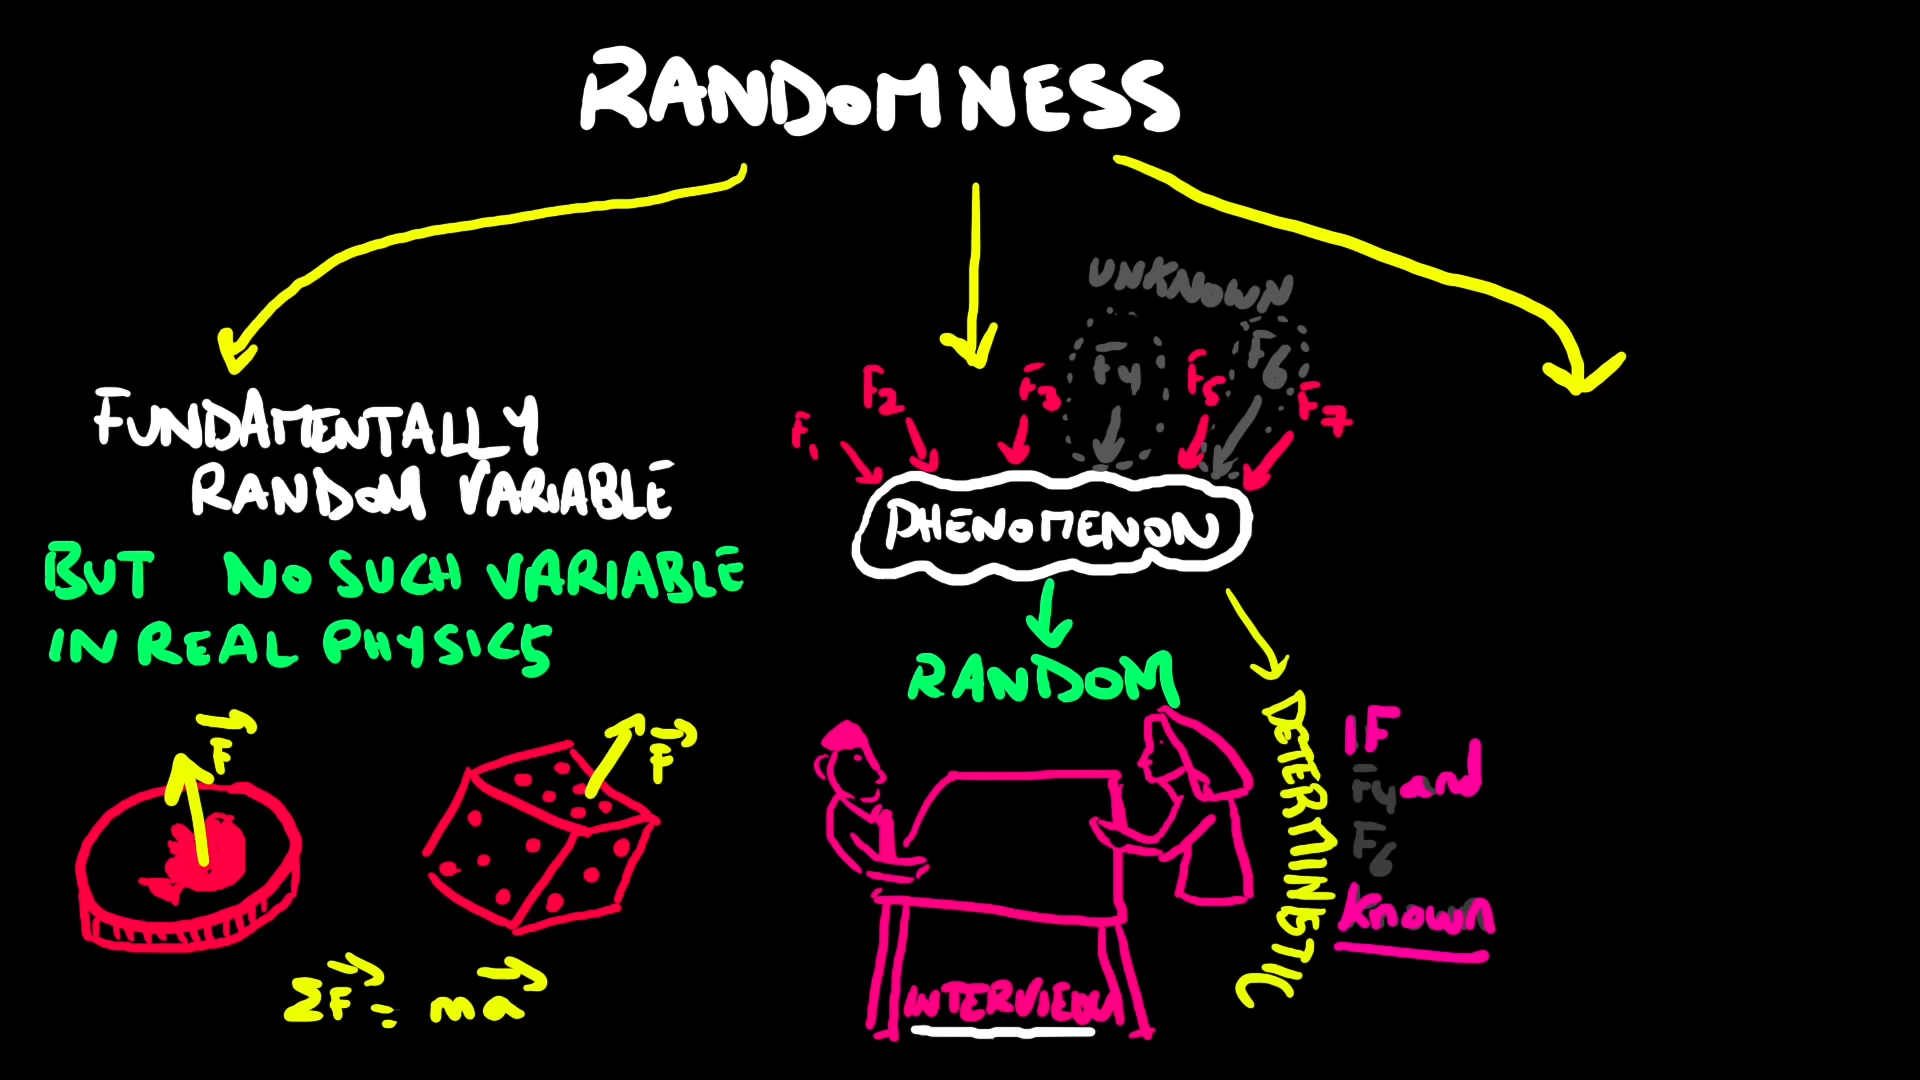 RANDOMNESS
FUNDAMENTALLY
RANDOM VARIABLE
BUT NO SUCH VARIABLE
IN REAL PHYSICS
F
F
ΣF = ma
UNKNOWN
F1 F2 F3 F4 F5 F6 F7
PHENOMENON
RANDOM
INTERVIEW
DETERMINISTIC
IF
F4 and
F6
known